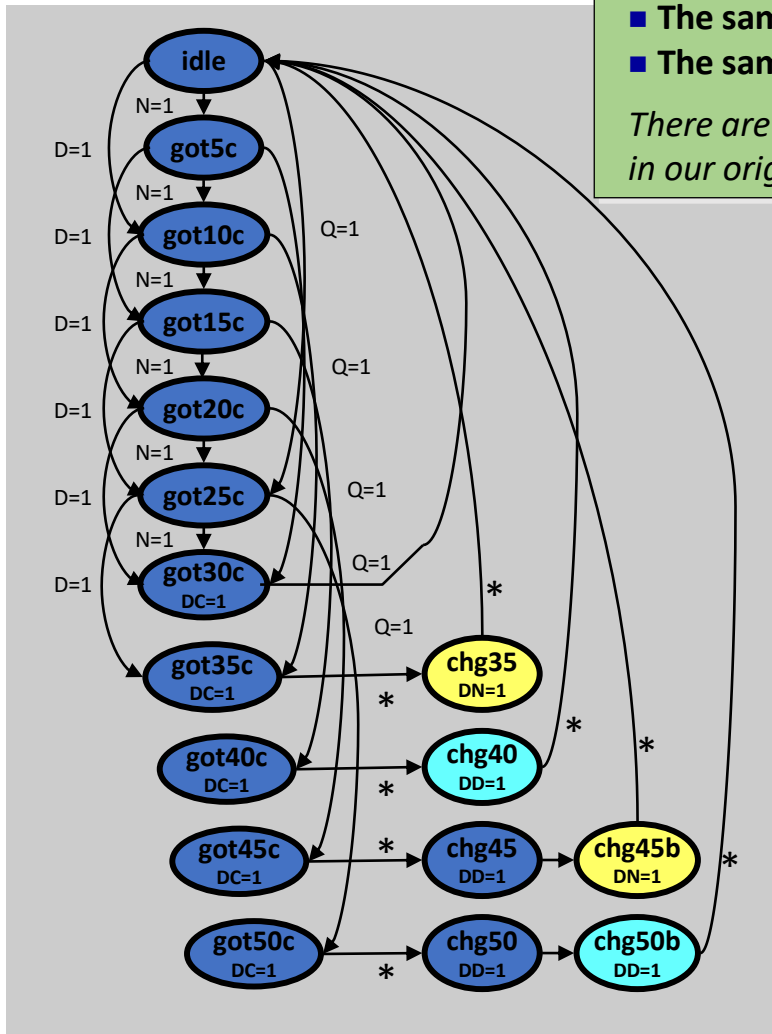 ■ The sam
■ The sam
There are
in our orig
idle
N=1
got5c
D=1
N=1
got10c
D=1
Q=1
N=1
got15c
D=1
N=1
Q=1
got20c
D=1
N=1
got25c
D=1
Q=1
N=1
got30c
DC=1
D=1
Q=1
*
Q=1
got35c
DC=1
*
chg35
DN=1
got40c
DC=1
*
chg40
DD=1
*
*
got45c
DC=1
*
chg45
DD=1
chg45b
DN=1
*
got50c
DC=1
*
chg50
DD=1
chg50b
DD=1